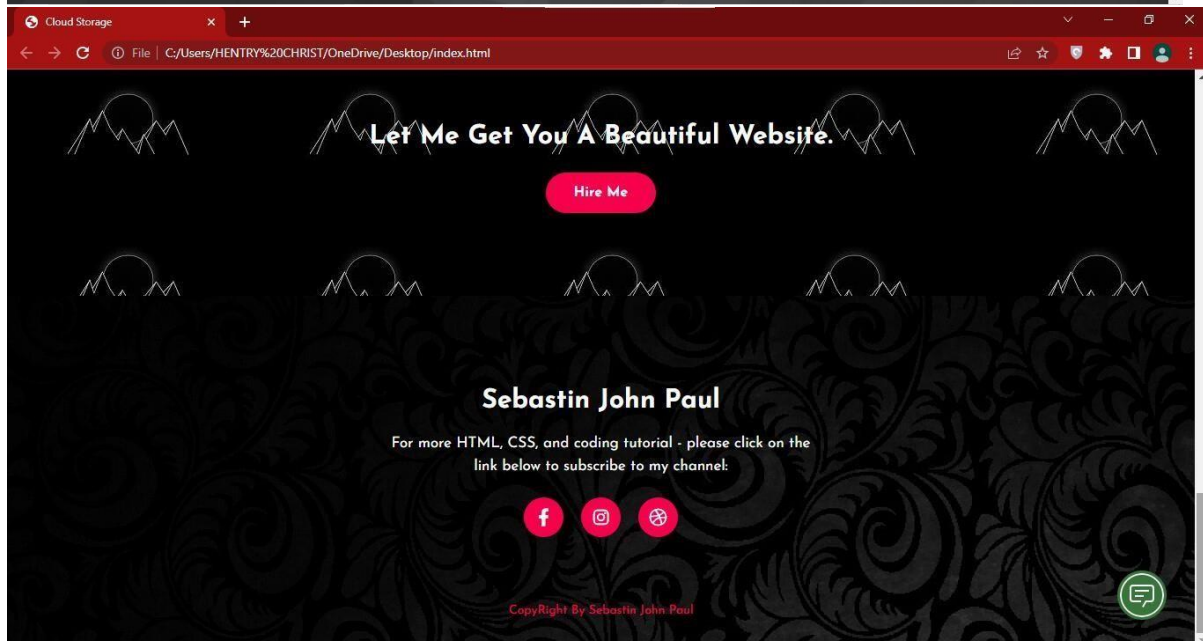 Cloud Storage
File | C:/Users/HENTRY%20CHRIST/OneDrive/Desktop/index.html
Let Me Get You A Beautiful Website.
Hire Me
Sebastin John Paul
For more HTML, CSS, and coding tutorial - please click on the
link below to subscribe to my channel:
CopyRight By Sebastin John Paul